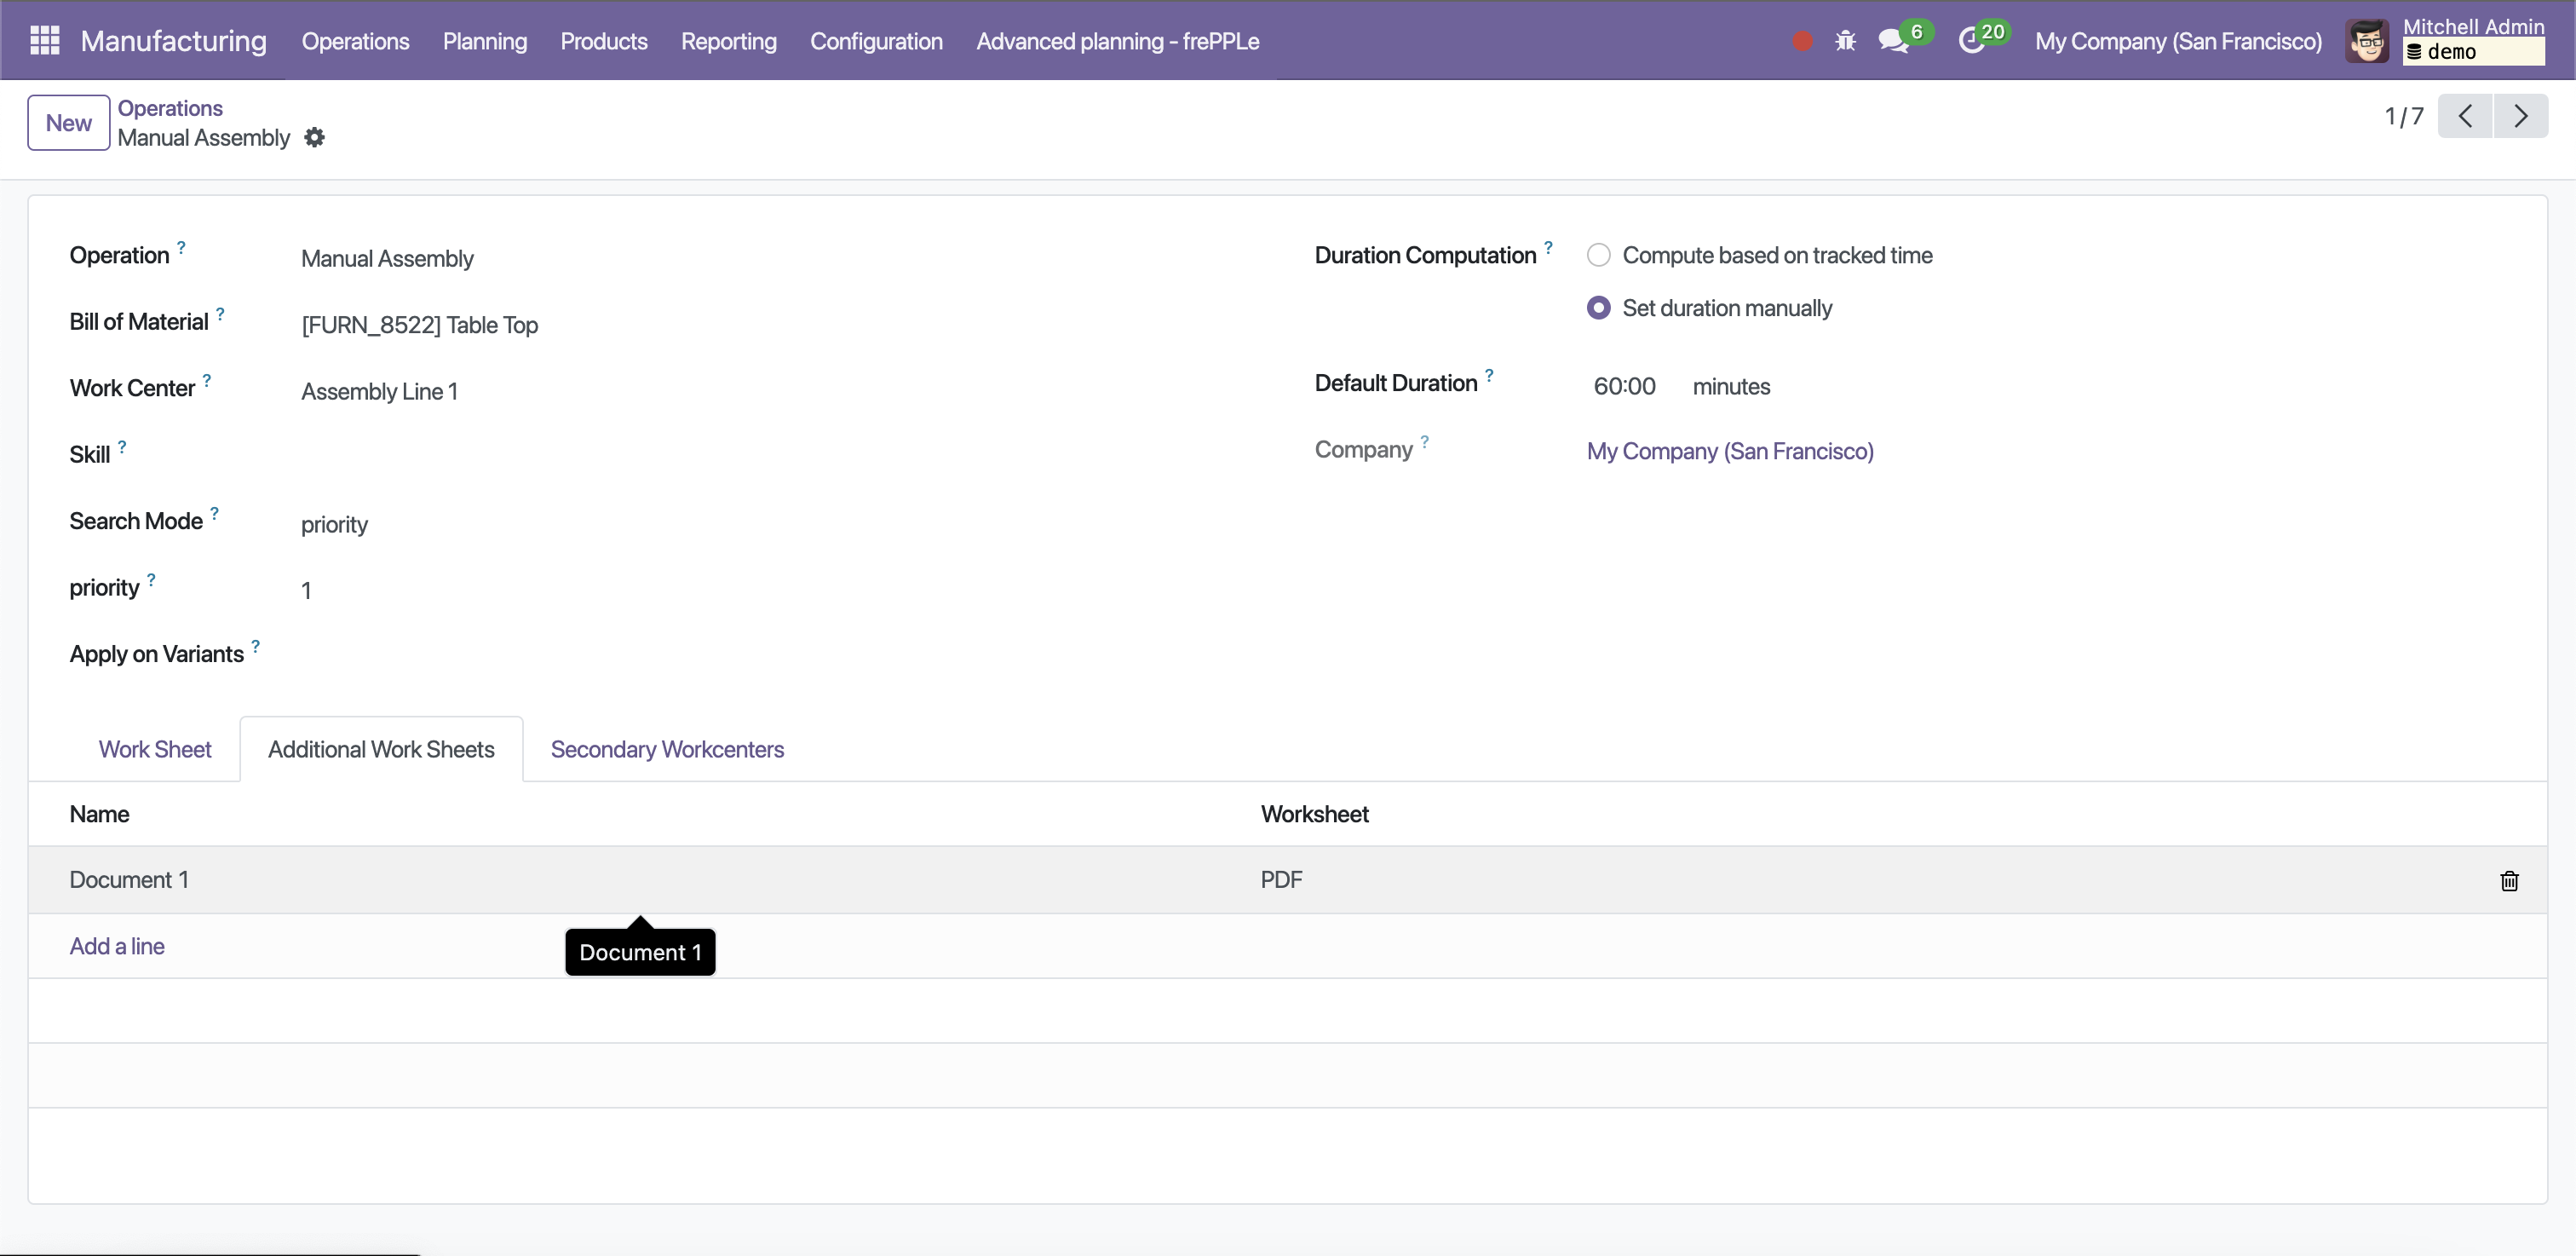 Manufacturing Operations Planning Products Reporting Configuration Advanced planning - frePPLe 6 20 My Company (San Francisco) Mitchell Admin
demo
New Operations
Manual Assembly
1 / 7
Operation ? Manual Assembly
Bill of Material ? [FURN_8522] Table Top
Work Center ? Assembly Line 1
Skill ?
Search Mode ? priority
priority ? 1
Apply on Variants ?
Duration Computation ? Compute based on tracked time
Set duration manually
Default Duration ? 60:00 minutes
Company ? My Company (San Francisco)
Work Sheet Additional Work Sheets Secondary Workcenters
Name Worksheet
Document 1 PDF
Add a line
Document 1